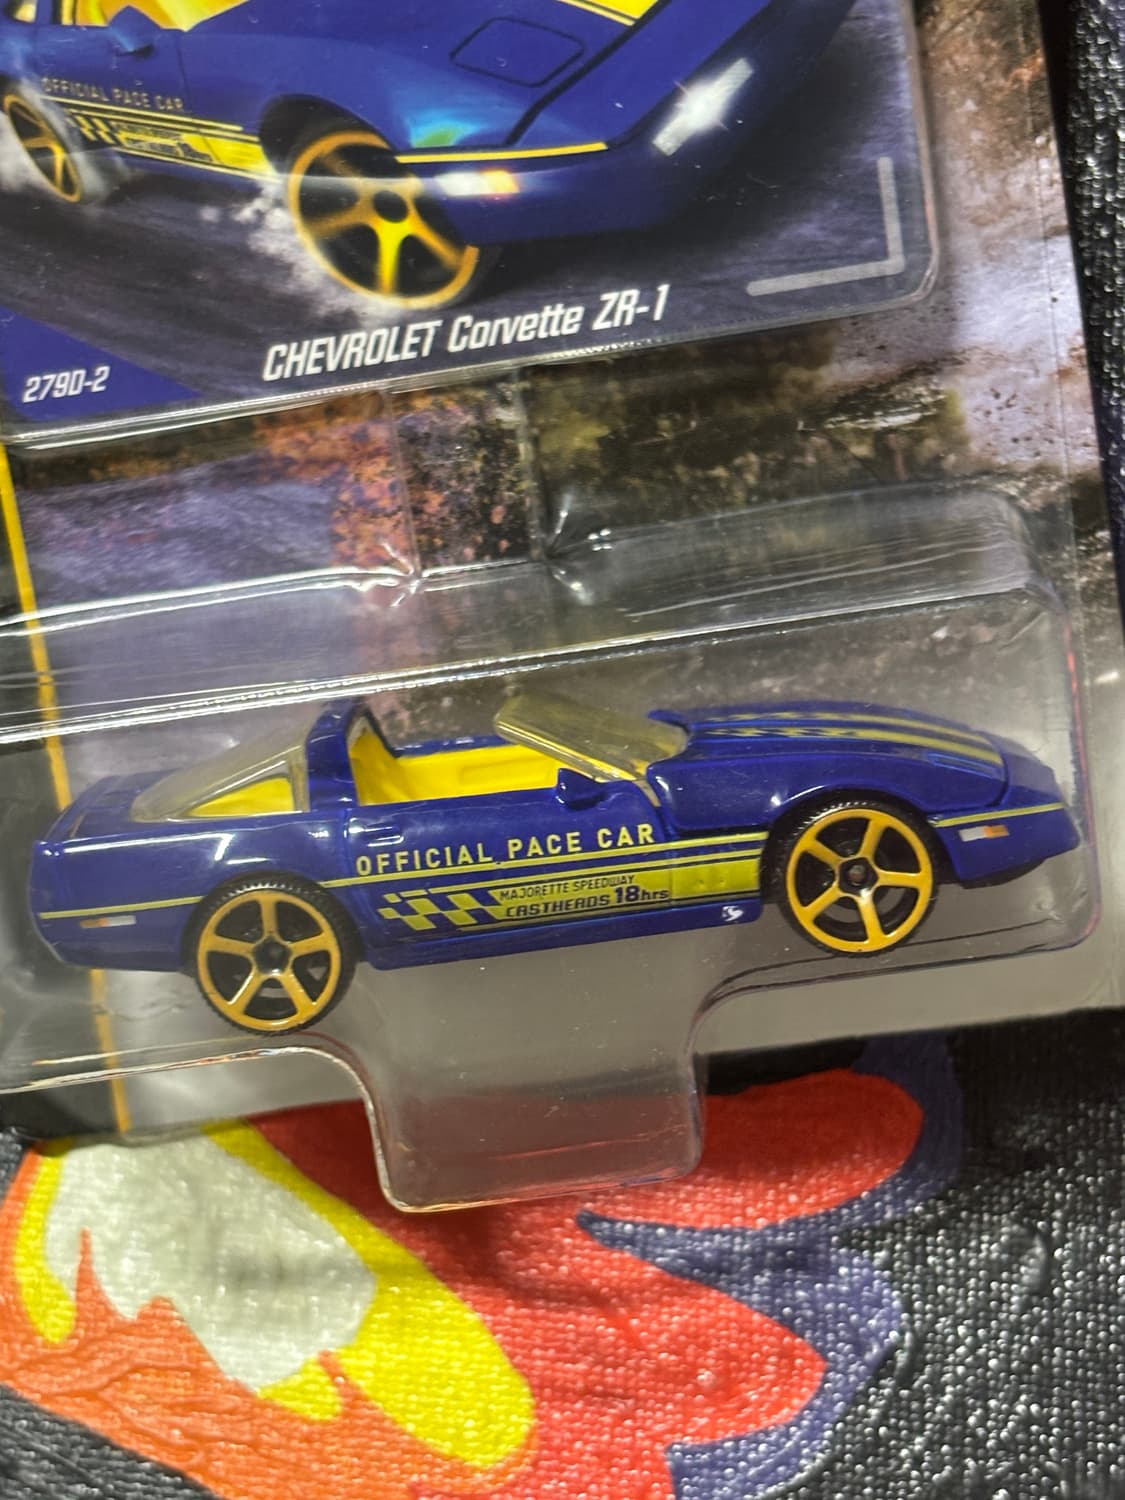 OFFICIAL PACE CAR
CHEVROLET Corvette ZR-1
279D-2
OFFICIAL PACE CAR
MAJORETTE SPEEDWAY
CASTHEADS 18hrs